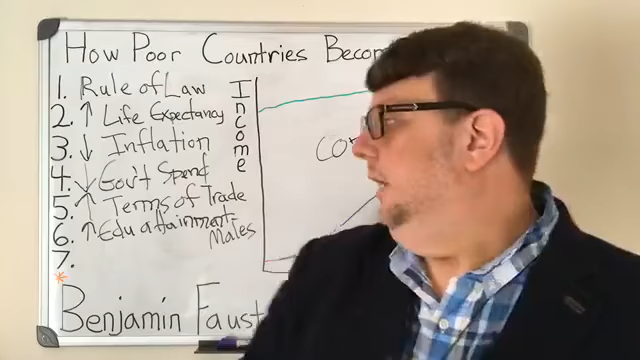 How Poor Countries Becom
1. Rule of Law
2. ↑ Life Expectancy
3. ↓ Inflation
4. ↓ Gov't Spend
5. ↑ Terms of Trade
6. ↑ Edu attainment-
Males
7.
*
Income
Con
Benjamin Faust